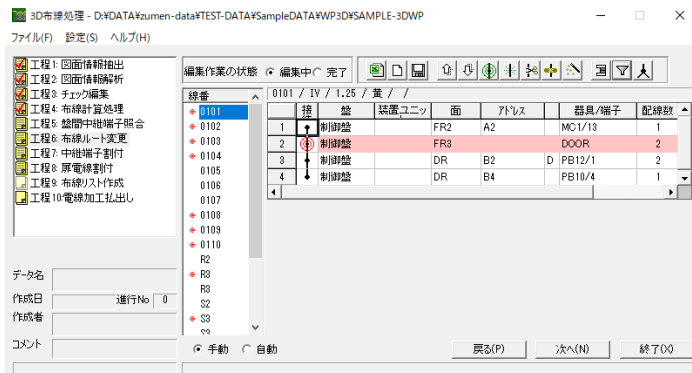 3D布線処理 - D:¥DATA¥zumen-data¥TEST-DATA¥SampleDATA¥WP3D¥SAMPLE-3DWP
ファイル(F) 設定(S) ヘルプ(H)
工程1: 図面情報抽出
工程2: 図面情報解析
工程3: チェック編集
工程4: 布線計算処理
工程5: 盤間中継端子照合
工程6: 布線ルート変更
工程7: 中継端子割付
工程8: 扉電線割付
工程9: 布線リスト作成
工程10:電線加工払出し
データ名
作成日 進行No 0
作成者
コメント
編集作業の状態 編集中 完了
線番
0101
0102
0103
0104
0105
0106
0107
0108
0109
0110
R2
R3
R3
S2
S3
S3
手動 自動
0101 / IV / 1.25 / 黄 / /
接 盤 装置ユニッ 面 アドレス 器具/端子 配線数
1 制御盤 FR2 A2 MC1/13 1
2 制御盤 FR3 DOOR 2
3 制御盤 DR B2 D PB12/1 2
4 制御盤 DR B4 PB10/4 1
戻る(P) 次へ(N) 終了(X)